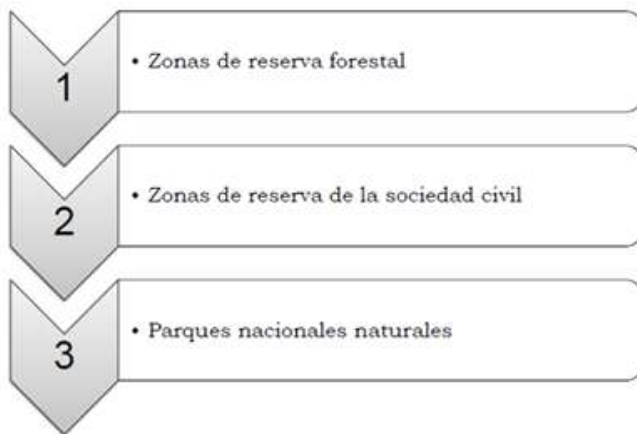 1
• Zonas de reserva forestal
2
• Zonas de reserva de la sociedad civil
3
• Parques nacionales naturales